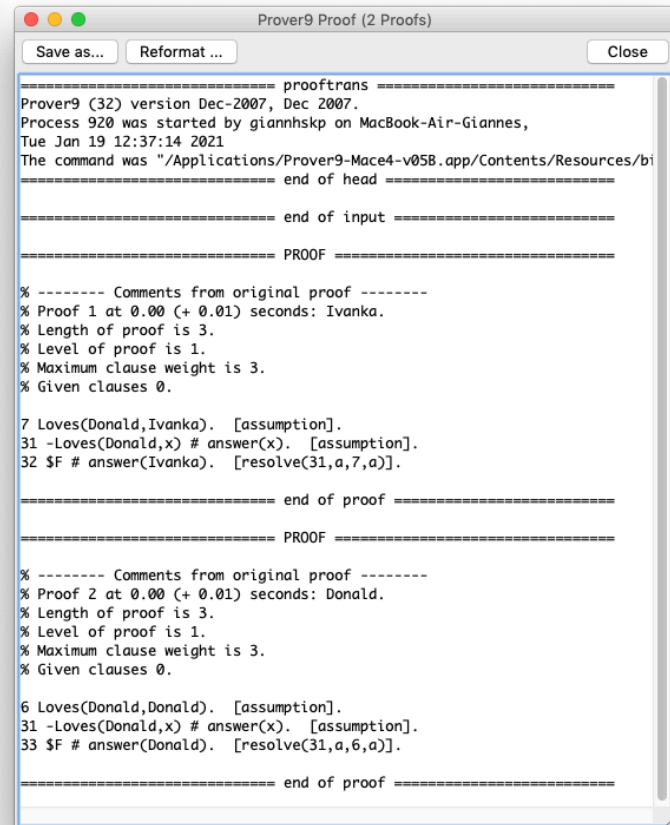 Prover9 Proof (2 Proofs)
Save as... Reformat ... Close
============================== prooftrans ============================
Prover9 (32) version Dec-2007, Dec 2007.
Process 920 was started by giannhskp on MacBook-Air-Giannes,
Tue Jan 19 12:37:14 2021
The command was "/Applications/Prover9-Mace4-v05B.app/Contents/Resources/bi
============================== end of head ===========================
============================== end of input ==========================
============================== PROOF =================================
% -------- Comments from original proof --------
% Proof 1 at 0.00 (+ 0.01) seconds: Ivanka.
% Length of proof is 3.
% Level of proof is 1.
% Maximum clause weight is 3.
% Given clauses 0.
7 Loves(Donald,Ivanka).  [assumption].
31 -Loves(Donald,x) # answer(x).  [assumption].
32 $F # answer(Ivanka).  [resolve(31,a,7,a)].
============================== end of proof ==========================
============================== PROOF =================================
% -------- Comments from original proof --------
% Proof 2 at 0.00 (+ 0.01) seconds: Donald.
% Length of proof is 3.
% Level of proof is 1.
% Maximum clause weight is 3.
% Given clauses 0.
6 Loves(Donald,Donald).  [assumption].
31 -Loves(Donald,x) # answer(x).  [assumption].
33 $F # answer(Donald).  [resolve(31,a,6,a)].
============================== end of proof ==========================